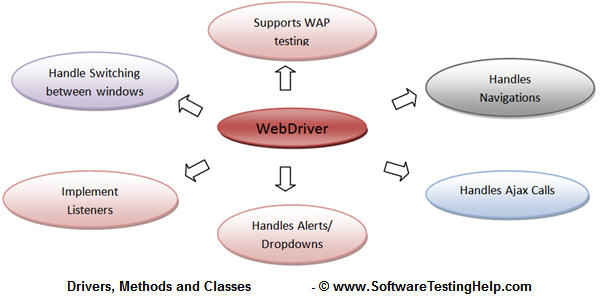 Supports WAP
testing
Handle Switching
between windows
Handles
Navigations
WebDriver
Implement
Listeners
Handles Ajax Calls
Handles Alerts/
Dropdowns
Drivers, Methods and Classes - © www.SoftwareTestingHelp.com